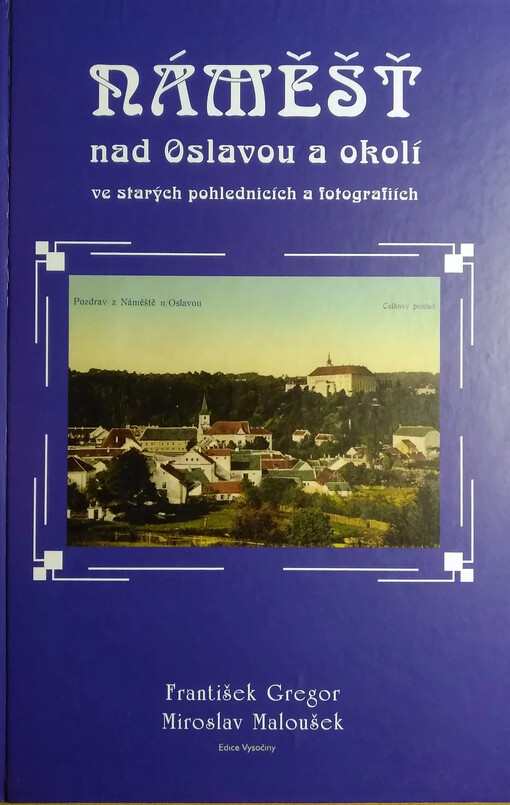 NÁMĚŠŤ
nad Oslavou a okolí
ve starých pohlednicích a fotografiích
Pozdrav z Náměště n/Oslavou
Celkový pohled
František Gregor
Miroslav Maloušek
Edice Vysočiny